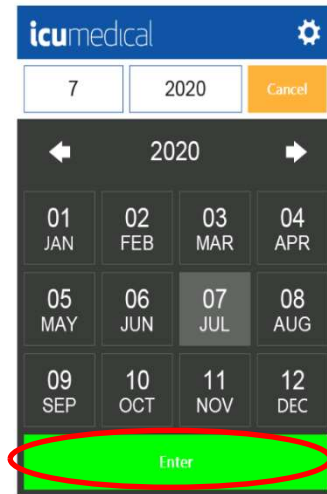 icumedical
7 2020 Cancel
2020
01 02 03 04
JAN FEB MAR APR
05 06 07 08
MAY JUN JUL AUG
09 10 11 12
SEP OCT NOV DEC
Enter